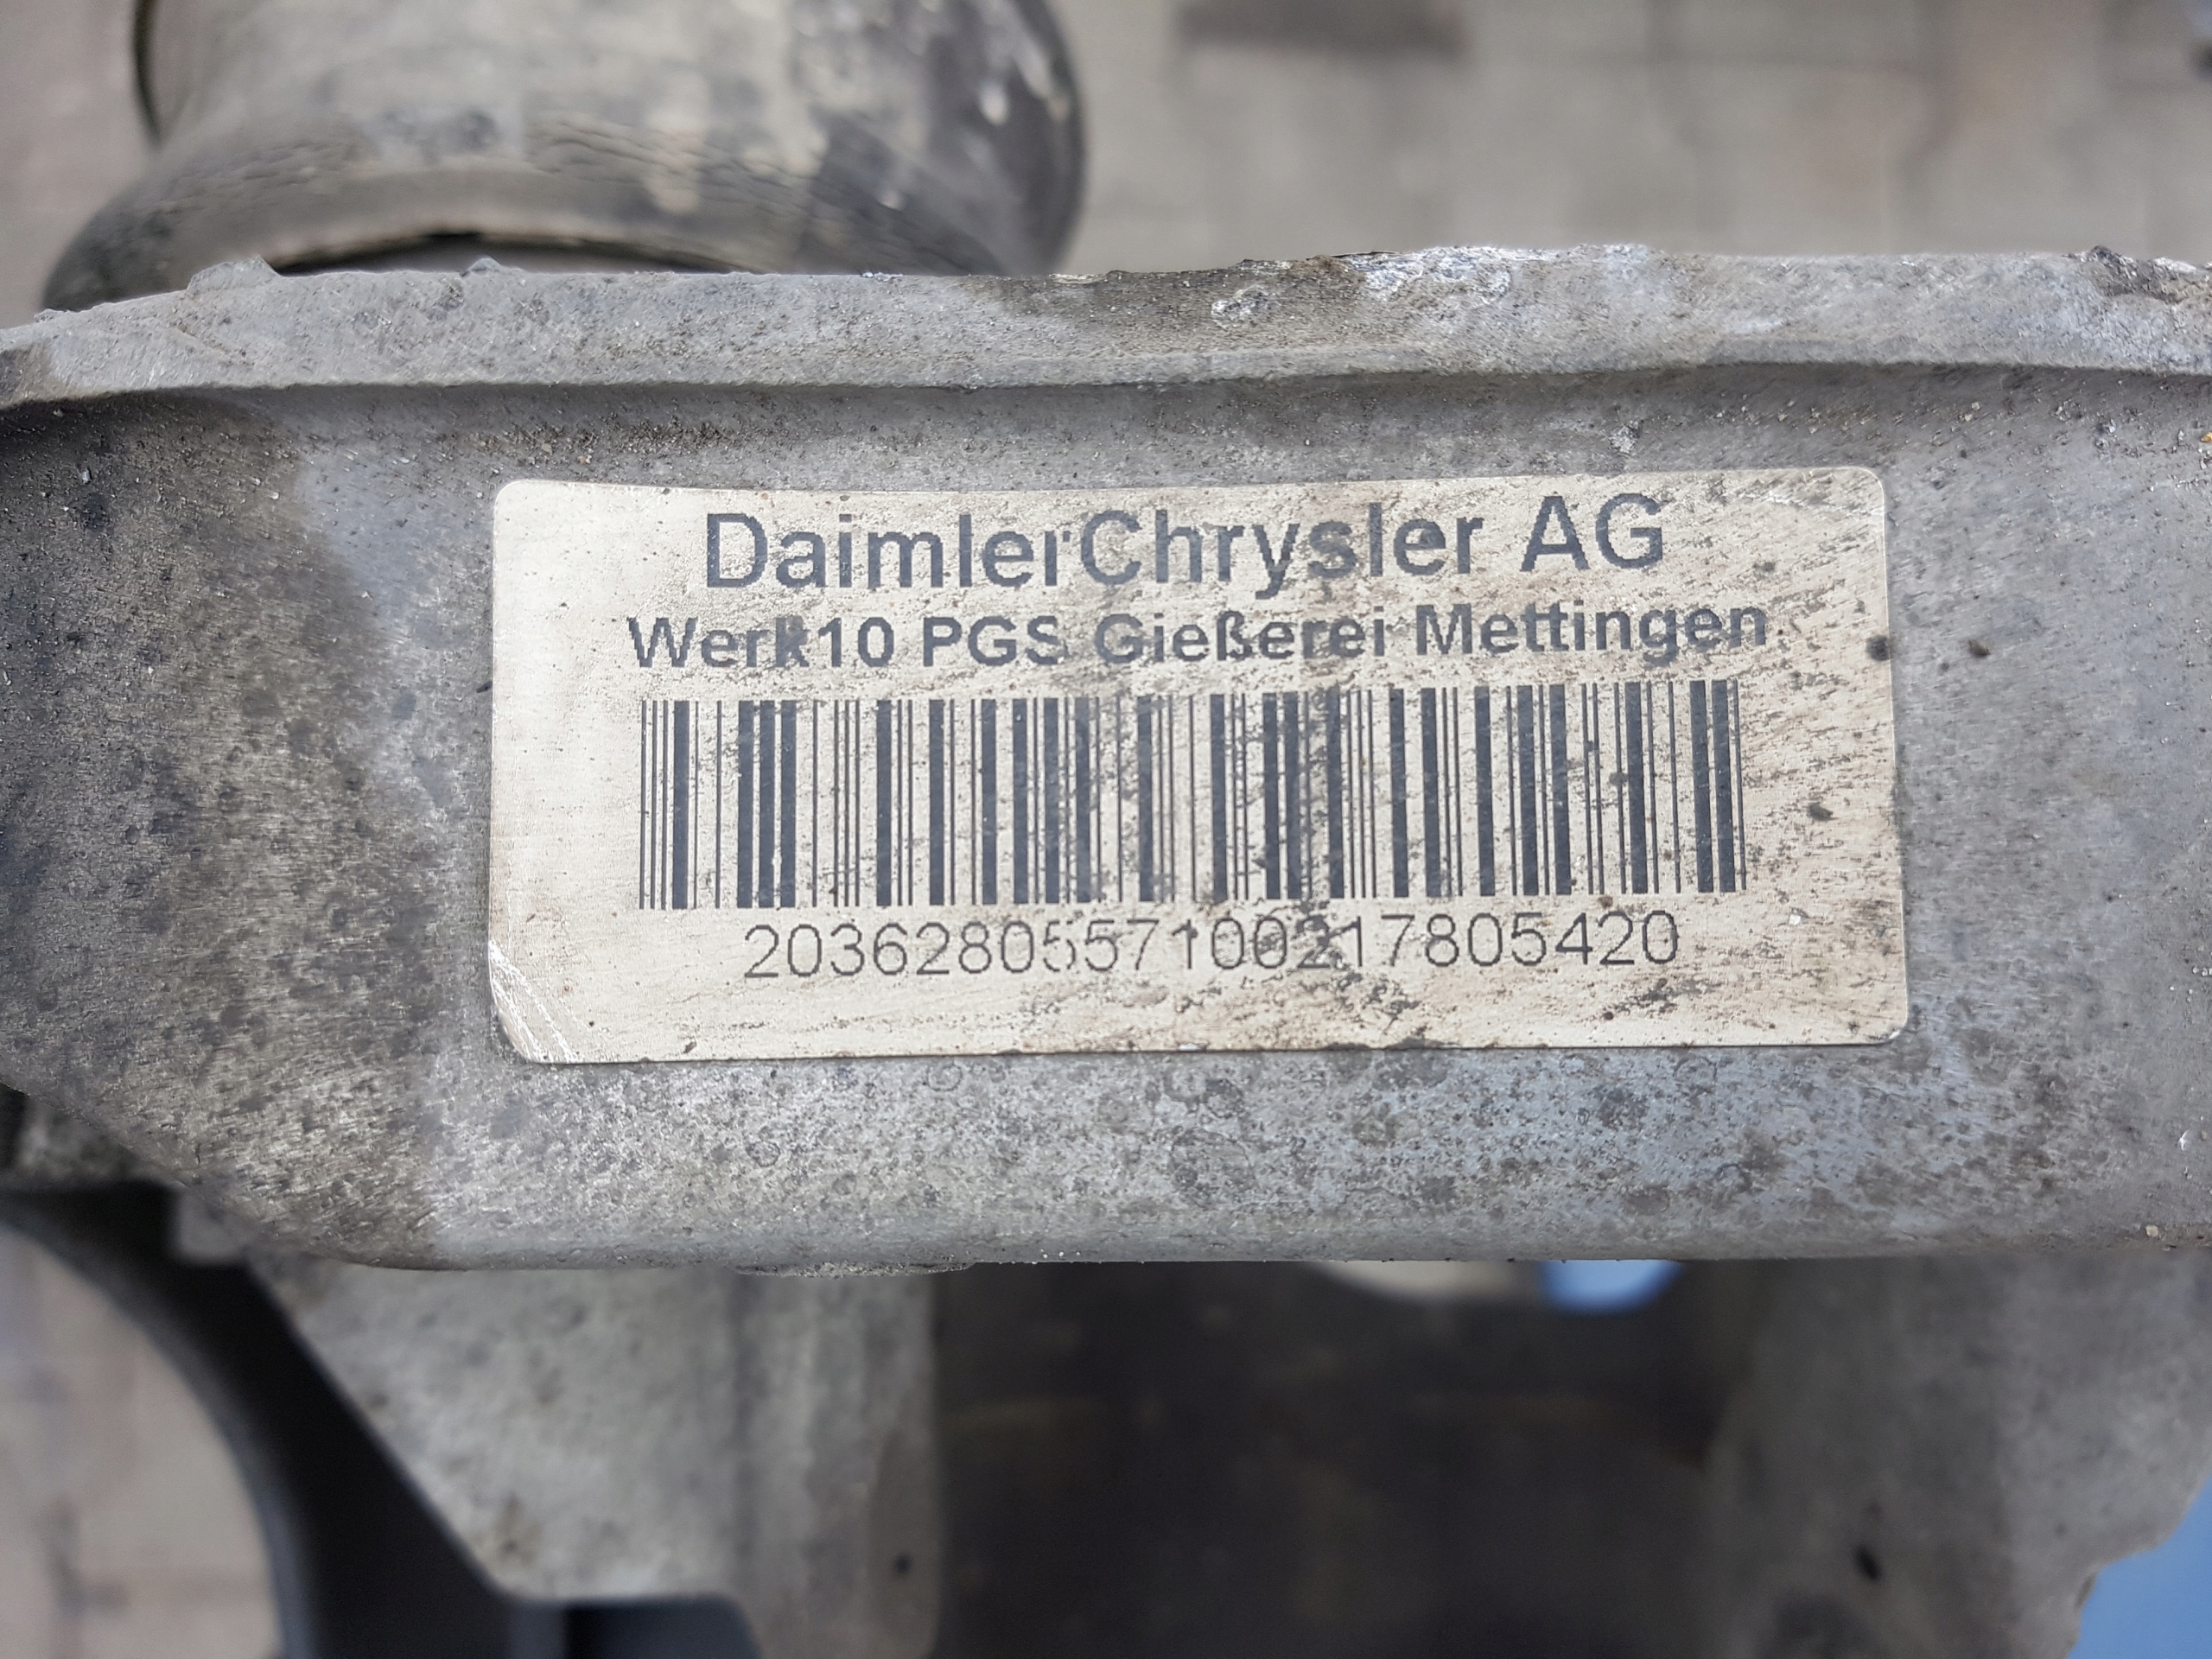 DaimlerChrysler AG
Werk10 PGS Gießerei Mettingen
2036280557100217805420